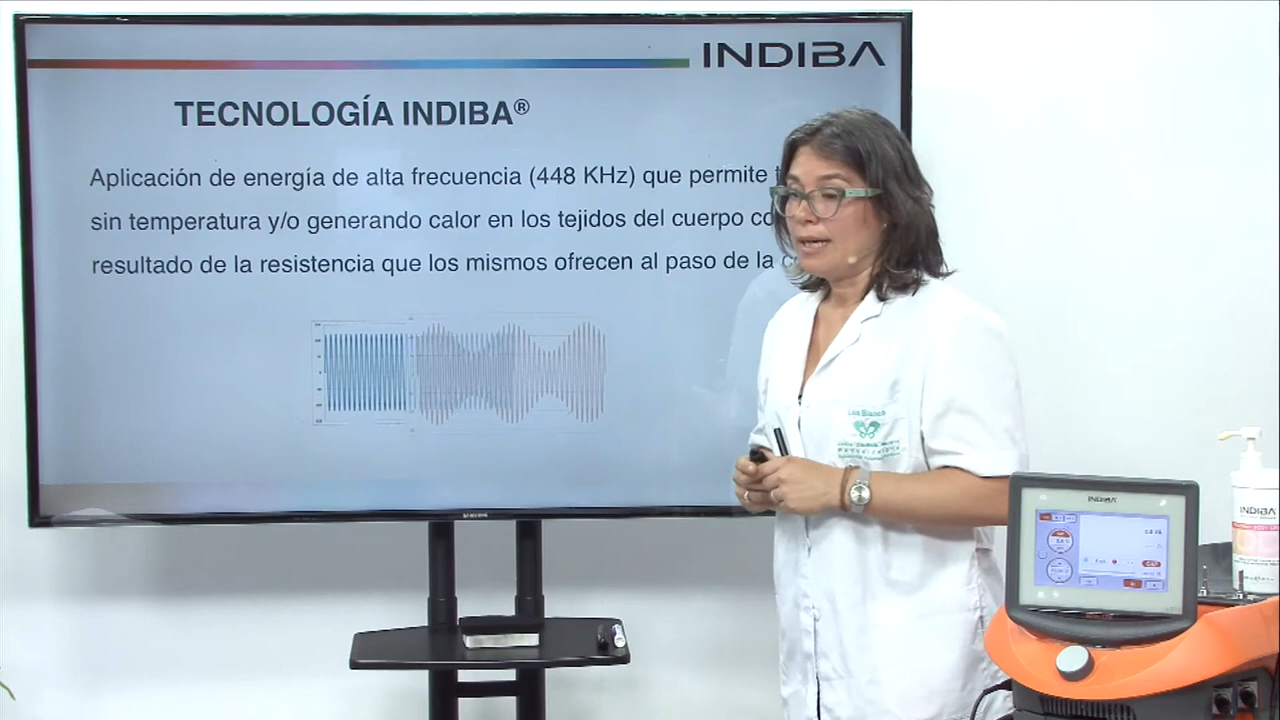 INDIBA
TECNOLOGÍA INDIBA®
Aplicación de energía de alta frecuencia (448 KHz) que permite
sin temperatura y/o generando calor en los tejidos del cuerpo
resultado de la resistencia que los mismos ofrecen al paso de la
INDIBA
INDIBA